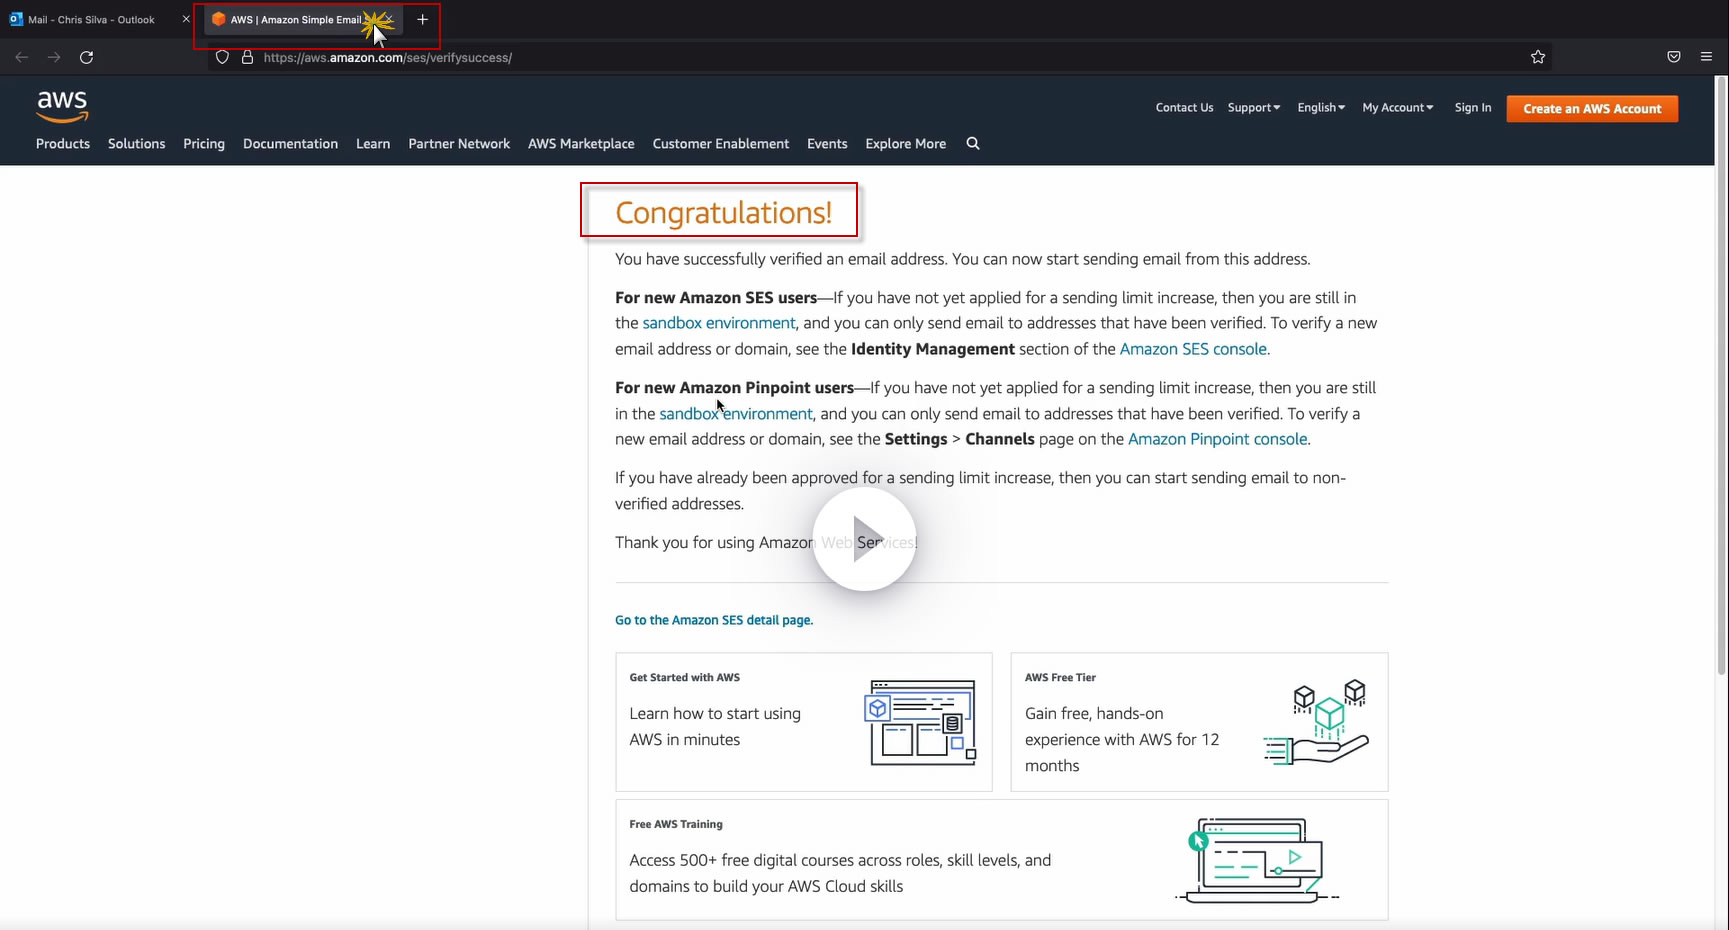 Mail - Chris Silva - Outlook
AWS | Amazon Simple Email
https://aws.amazon.com/ses/verifysuccess/
aws
Contact Us Support English My Account Sign In Create an AWS Account
Products Solutions Pricing Documentation Learn Partner Network AWS Marketplace Customer Enablement Events Explore More
Congratulations!
You have successfully verified an email address. You can now start sending email from this address.
For new Amazon SES users—If you have not yet applied for a sending limit increase, then you are still in
the sandbox environment, and you can only send email to addresses that have been verified. To verify a new
email address or domain, see the Identity Management section of the Amazon SES console.
For new Amazon Pinpoint users—If you have not yet applied for a sending limit increase, then you are still
in the sandbox environment, and you can only send email to addresses that have been verified. To verify a
new email address or domain, see the Settings > Channels page on the Amazon Pinpoint console.
If you have already been approved for a sending limit increase, then you can start sending email to non-
verified addresses.
Thank you for using Amazon Web Services!
Go to the Amazon SES detail page.
Get Started with AWS
Learn how to start using
AWS in minutes
AWS Free Tier
Gain free, hands-on
experience with AWS for 12
months
Free AWS Training
Access 500+ free digital courses across roles, skill levels, and
domains to build your AWS Cloud skills